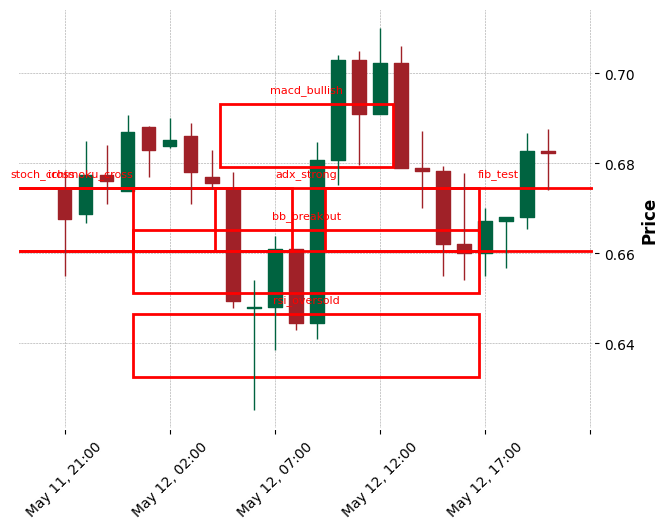 macd_bullish
0.70
stoch_cross
ichimoku_cross
adx_strong
fib_test
0.68
bb_breakout
0.66
rsi_oversold
0.64
Price
May 11, 21:00
May 12, 02:00
May 12, 07:00
May 12, 12:00
May 12, 17:00